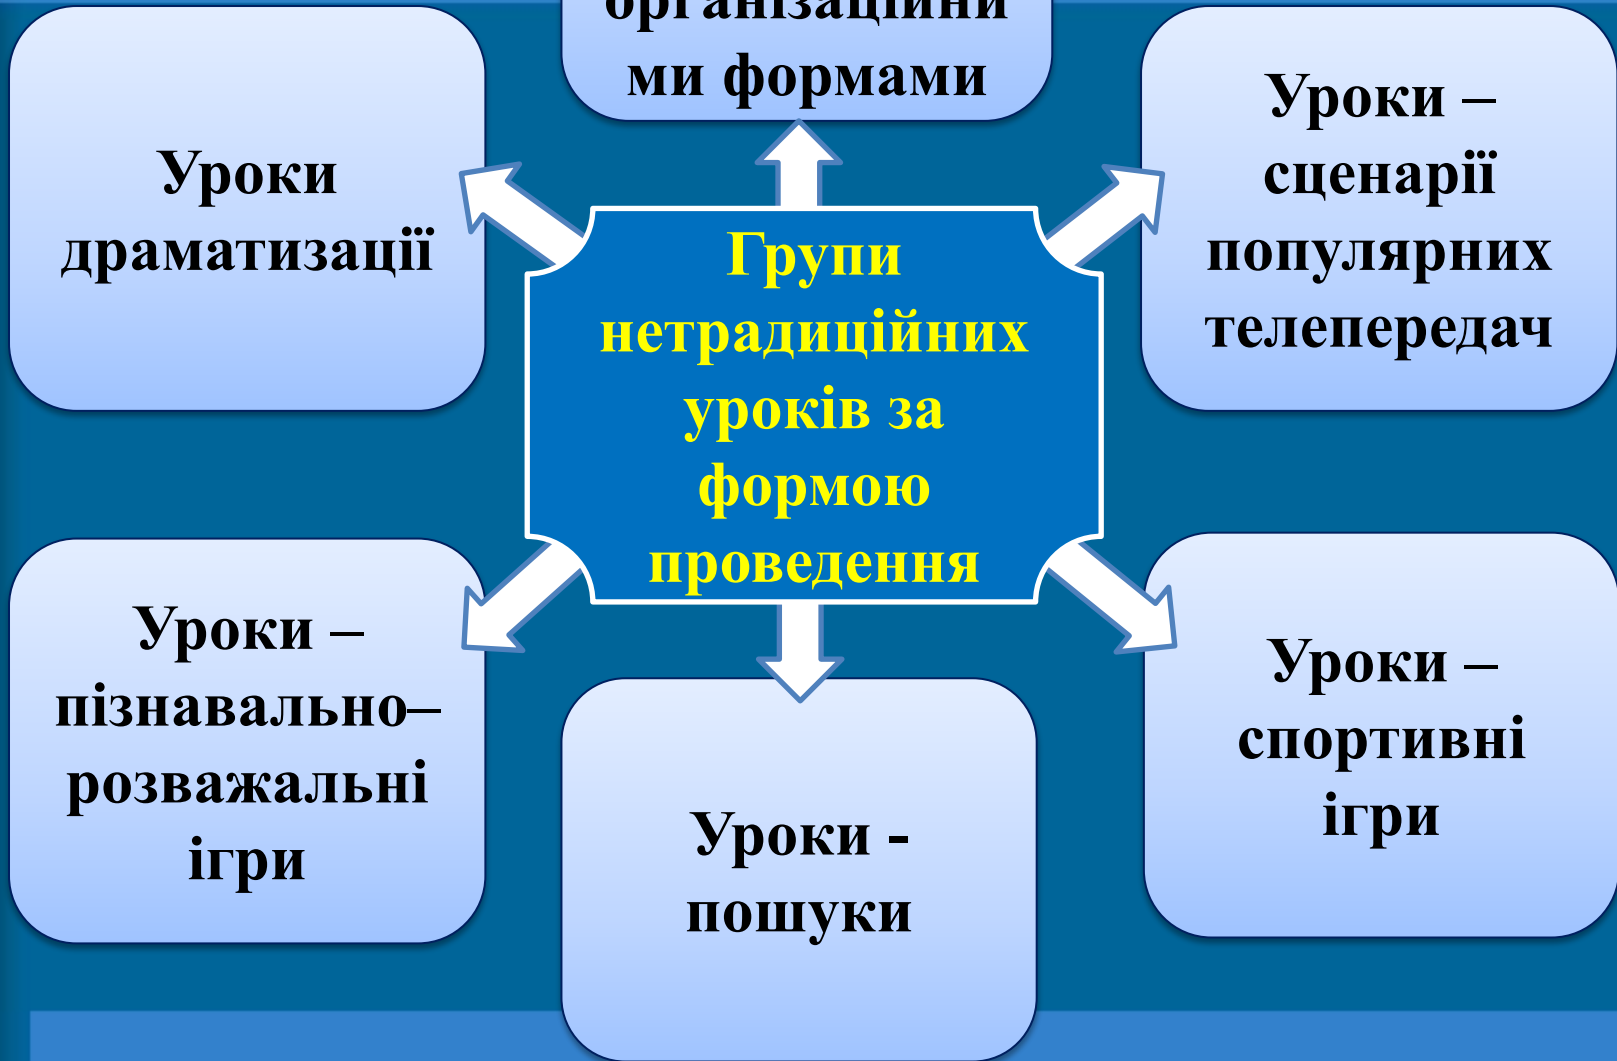 організаційни
ми формами
Уроки
драматизації
Уроки –
сценарії
популярних
телепередач
Групи
нетрадиційних
уроків за
формою
проведення
Уроки –
пізнавально–
розважальні
ігри
Уроки -
пошуки
Уроки –
спортивні
ігри